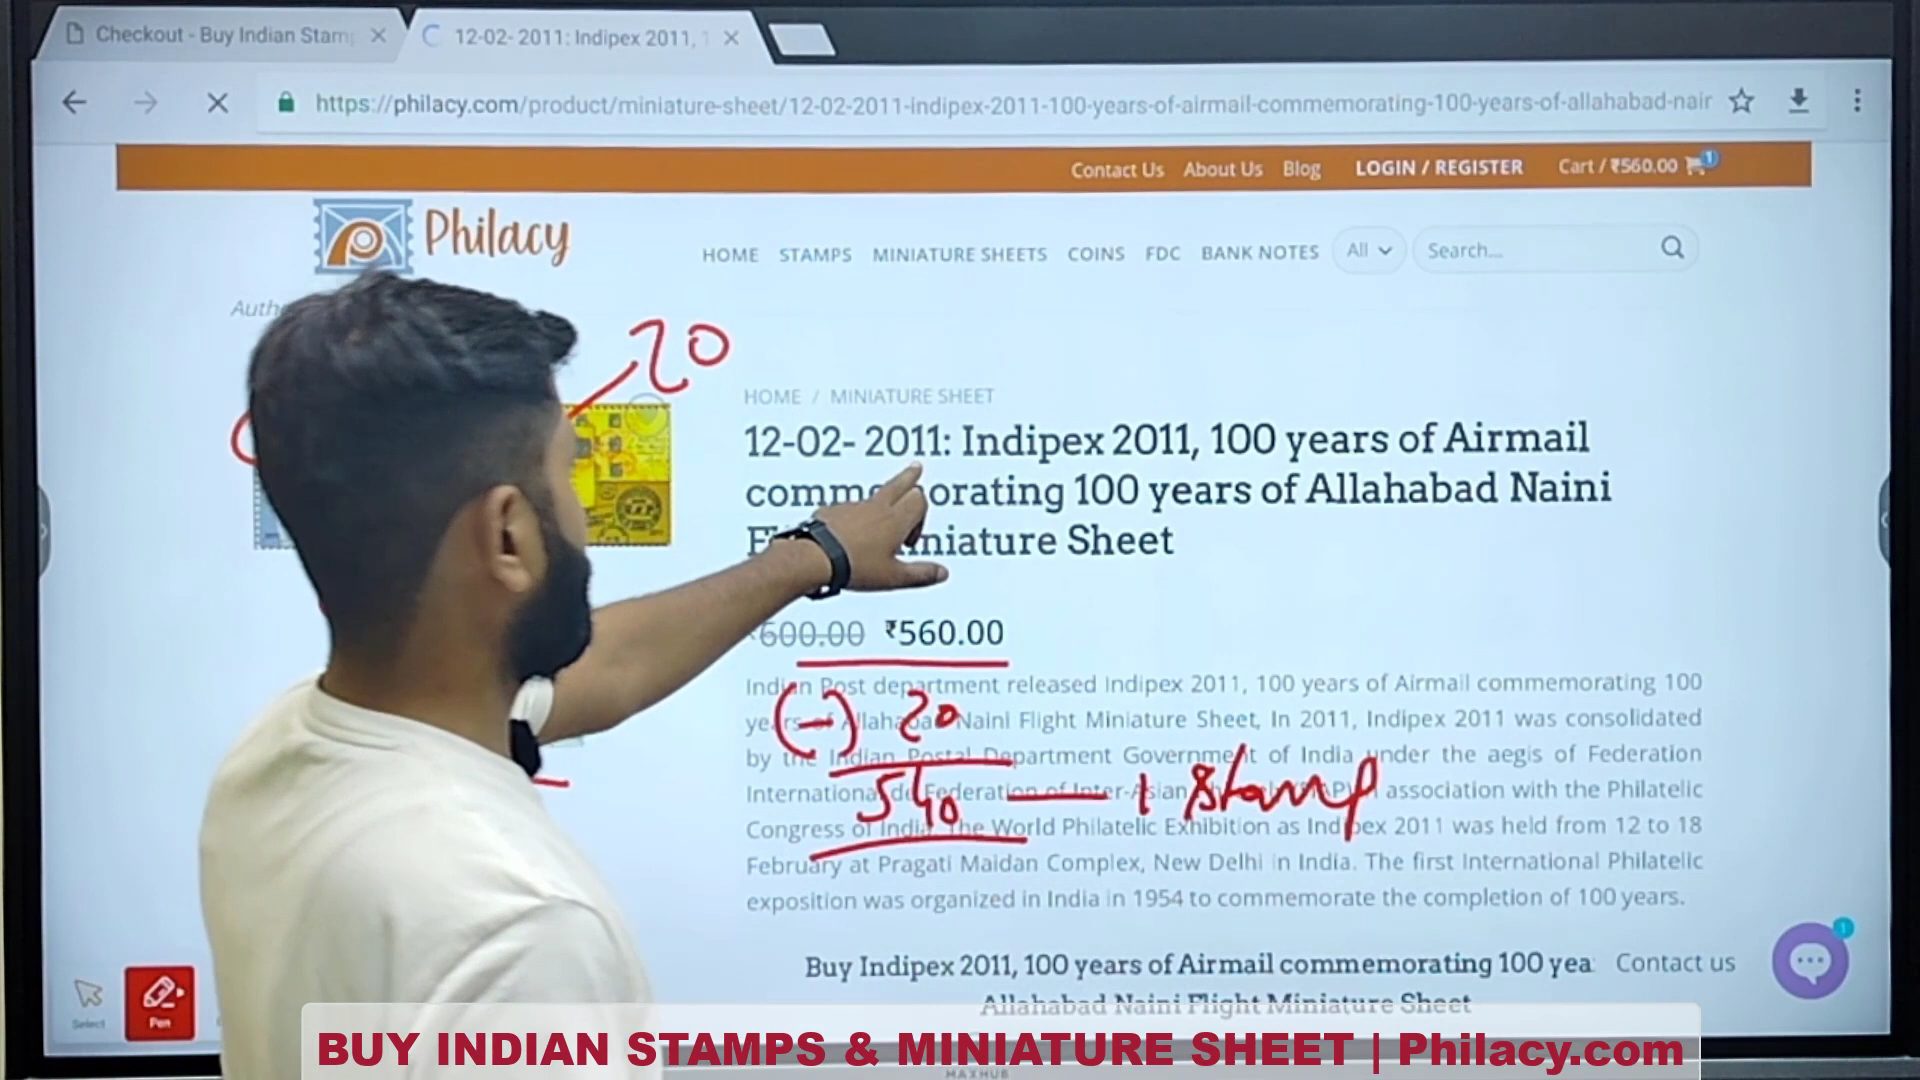 Checkout - Buy Indian Stam
12-02- 2011: Indipex 2011, 1
https://philacy.com/product/miniature-sheet/12-02-2011-indipex-2011-100-years-of-airmail-commemorating-100-years-of-allahabad-nair
Contact Us About Us Blog LOGIN / REGISTER Cart / ₹560.00 1
Philacy
HOME STAMPS MINIATURE SHEETS COINS FDC BANK NOTES All Search...
20
HOME / MINIATURE SHEET
12-02- 2011: Indipex 2011, 100 years of Airmail
orating 100 years of Allahabad Naini
Sheet
600.00 ₹560.00
Indian Post department released Indipex 2011, 100 years of Airmail commemorating 100
years of Allahabad Naini Flight Miniature Sheet, In 2011, Indipex 2011 was consolidated
(-) 20
by the Indian Postal Department Government of India under the aegis of Federation
540 1 Stamp
association with the Philatelic
Congress of India. The World Philatelic Exhibition as Indipex 2011 was held from 12 to 18
February at Pragati Maidan Complex, New Delhi in India. The first International Philatelic
exposition was organized in India in 1954 to commemorate the completion of 100 years.
Buy Indipex 2011, 100 years of Airmail commemorating 100 yea Contact us
1
Allahabad Naini Flight Miniature Sheet
Select Pen
BUY INDIAN STAMPS & MINIATURE SHEET | Philacy.com
MAXHUB